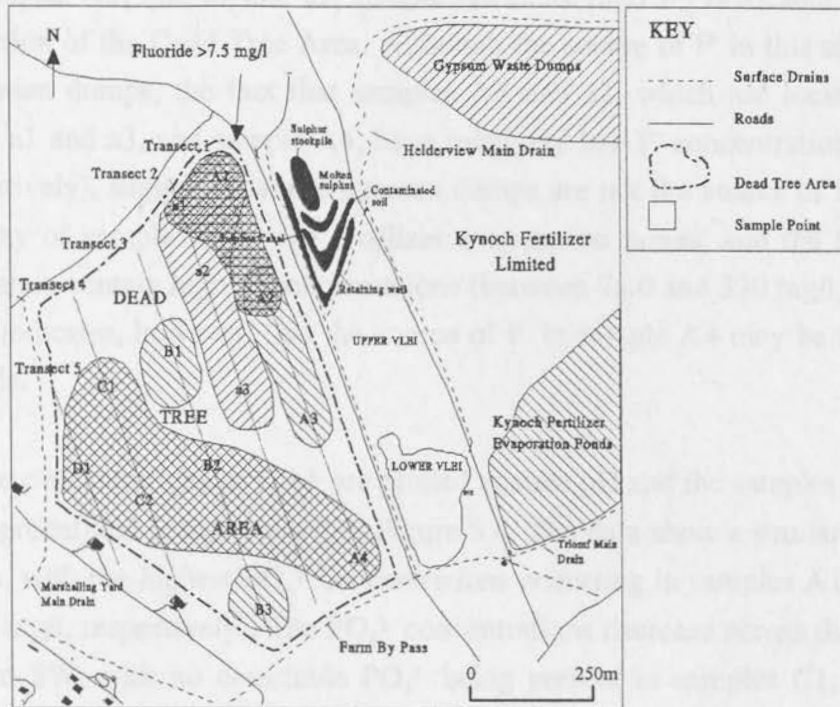 N
Fluoride >7.5 mg/l
Gypsum Waste Dumps
Transect 1
Sulphur
stockpile
Helderview Main Drain
Transect 2
A1
Molten
sulphur
Contaminated
soil
a1
Transect 3
Kynoch Fertilizer
Limited
a2
Transect 4
DEAD
A2
Retaining wall
B1
UPPER VLEI
Transect 5
a3
C1
TREE
A3
Kynoch Fertilizer
Evaporation Ponds
D1
B2
LOWER VLEI
C2
AREA
A4
Triomf Main
Drain
Marshalling Yard
Main Drain
B3
Farm By Pass
0
250m
KEY
Surface Drains
Roads
Dead Tree Area
Sample Point